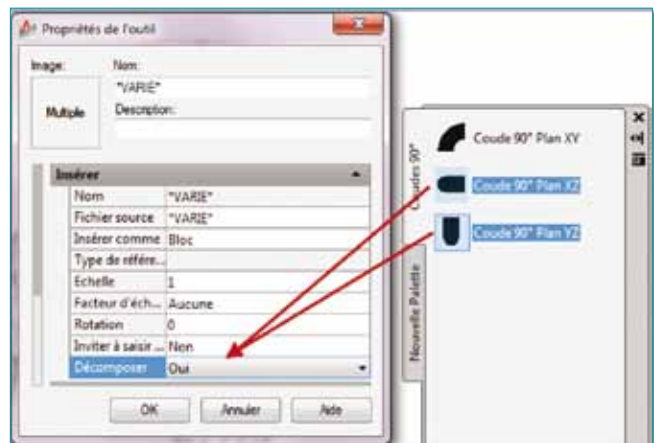 Propriétés de l'outil
Image:
Nom:
*VARIE*
Multiple
Description:
Insérer
Nom *VARIE*
Fichier source *VARIE*
Insérer comme Bloc
Type de référe...
Echelle 1
Facteur d'éch... Aucune
Rotation 0
Inviter à saisir ... Non
Décomposer Oui
OK
Annuler
Aide
Coudes 90°
Nouvelle Palette
Coude 90° Plan XY
Coude 90° Plan XZ
Coude 90° Plan YZ